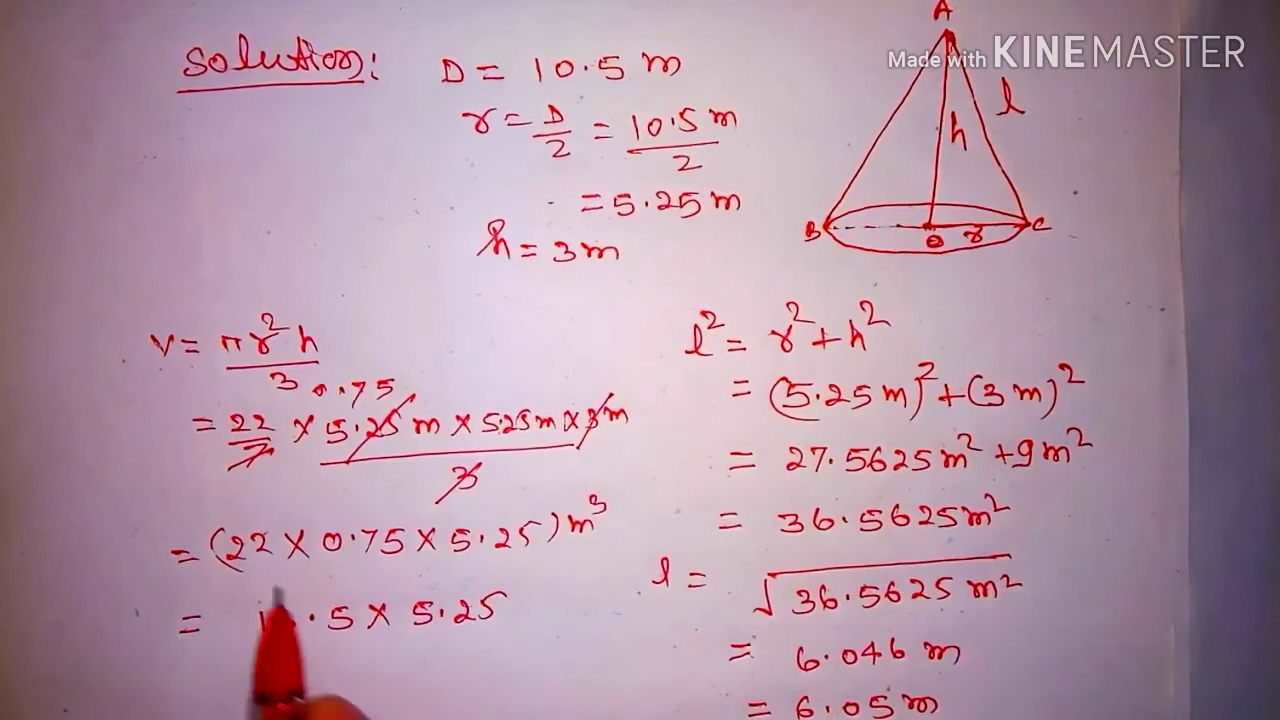 Solution:
D = 10.5 m
r = D/2 = 10.5 m/2
= 5.25 m
h = 3 m
A
l
h
B
O
r
C
Made with KINEMASTER
V = πr²h/3
0.75
= 22/7 × 5.25 m × 5.25 m × 3 m/3
= (22 × 0.75 × 5.25) m³
= .5 × 5.25
l² = r² + h²
= (5.25 m)² + (3 m)²
= 27.5625 m² + 9 m²
= 36.5625 m²
l = √36.5625 m²
= 6.046 m
= 6.05 m